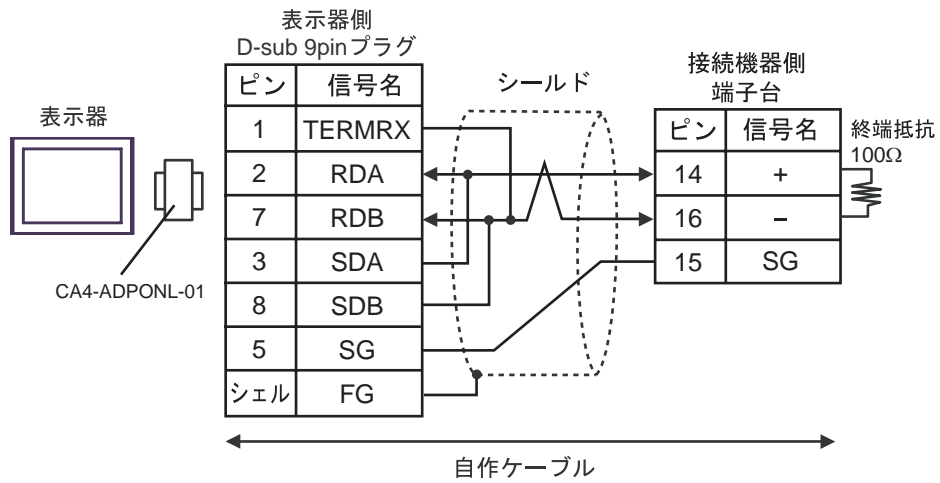 表示器側
D-sub 9pinプラグ
ピン 信号名
1 TERMRX
2 RDA
7 RDB
3 SDA
8 SDB
5 SG
シェル FG
シールド
接続機器側
端子台
ピン 信号名
14 +
16 −
15 SG
終端抵抗
100Ω
表示器
CA4-ADPONL-01
自作ケーブル